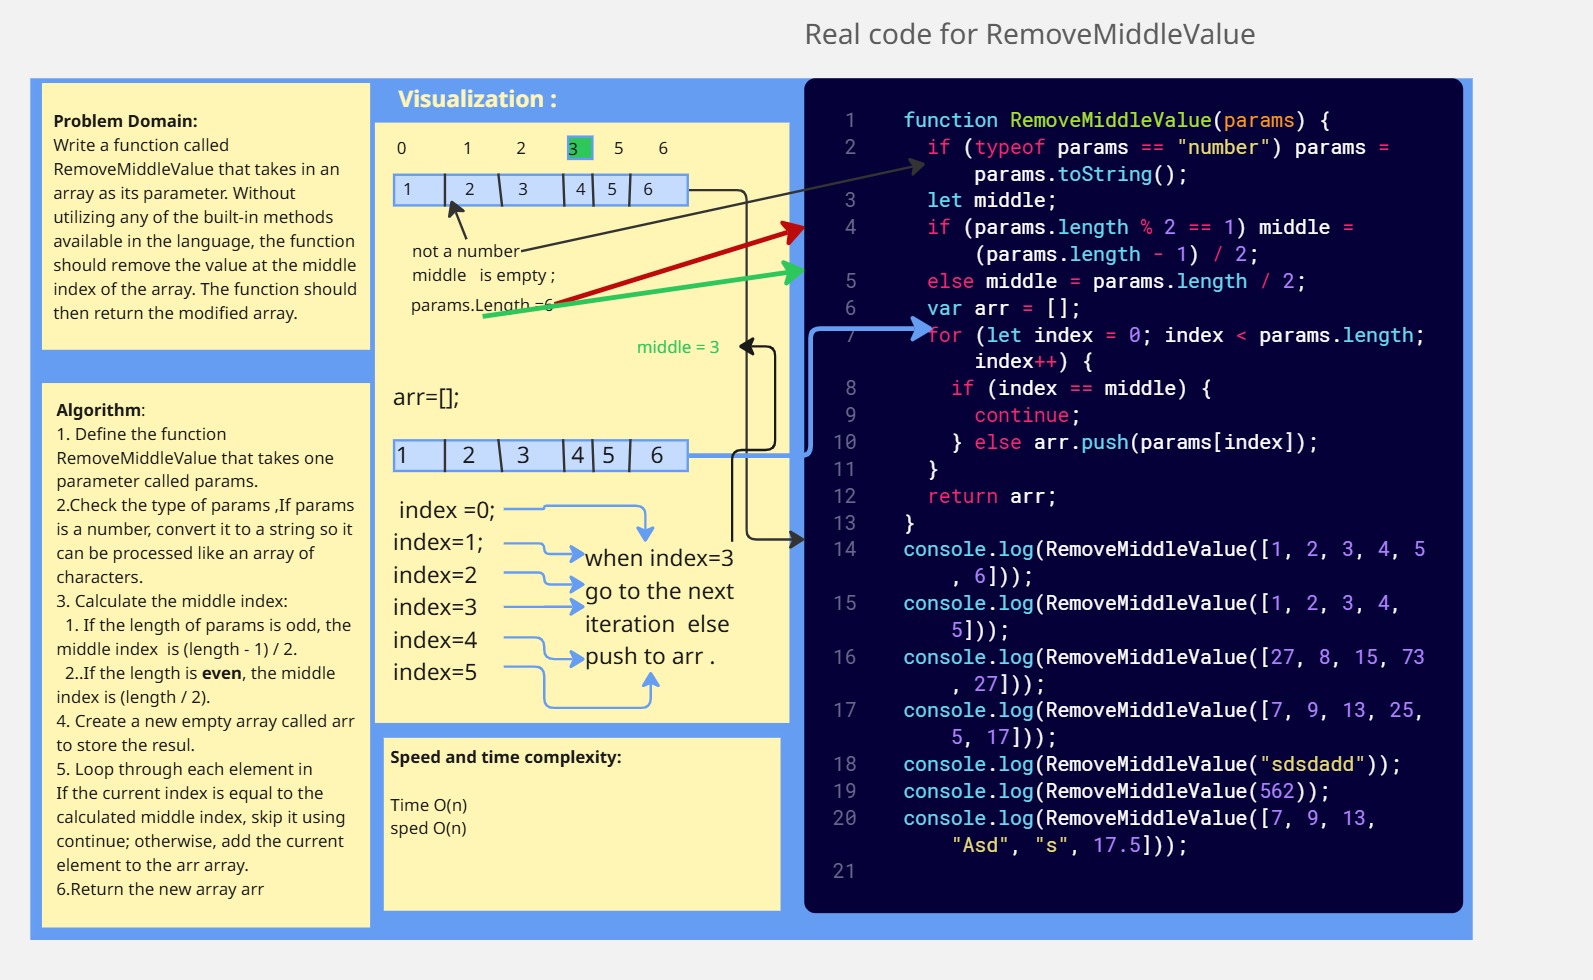 Real code for RemoveMiddleValue
Problem Domain:
Write a function called
RemoveMiddleValue that takes in an
array as its parameter. Without
utilizing any of the built-in methods
available in the language, the function
should remove the value at the middle
index of the array. The function should
then return the modified array.
Algorithm:
1. Define the function
RemoveMiddleValue that takes one
parameter called params.
2.Check the type of params ,If params
is a number, convert it to a string so it
can be processed like an array of
characters.
3. Calculate the middle index:
1. If the length of params is odd, the
middle index is (length - 1) / 2.
2..If the length is even, the middle
index is (length / 2).
4. Create a new empty array called arr
to store the resul.
5. Loop through each element in
If the current index is equal to the
calculated middle index, skip it using
continue; otherwise, add the current
element to the arr array.
6.Return the new array arr
Visualization :
0 1 2 3 5 6
1 2 3 4 5 6
not a number
middle is empty ;
params.Length =6
middle = 3
arr=[];
1 2 3 4 5 6
index =0;
index=1;
index=2
index=3
index=4
index=5
when index=3
go to the next
iteration else
push to arr .
Speed and time complexity:
Time O(n)
sped O(n)
1 function RemoveMiddleValue(params) {
2 if (typeof params == "number") params =
params.toString();
3 let middle;
4 if (params.length % 2 == 1) middle =
(params.length - 1) / 2;
5 else middle = params.length / 2;
6 var arr = [];
7 for (let index = 0; index < params.length;
index++) {
8 if (index == middle) {
9 continue;
10 } else arr.push(params[index]);
11 }
12 return arr;
13 }
14 console.log(RemoveMiddleValue([1, 2, 3, 4, 5
, 6]));
15 console.log(RemoveMiddleValue([1, 2, 3, 4,
5]));
16 console.log(RemoveMiddleValue([27, 8, 15, 73
, 27]));
17 console.log(RemoveMiddleValue([7, 9, 13, 25,
5, 17]));
18 console.log(RemoveMiddleValue("sdsdadd"));
19 console.log(RemoveMiddleValue(562));
20 console.log(RemoveMiddleValue([7, 9, 13,
"Asd", "s", 17.5]));
21